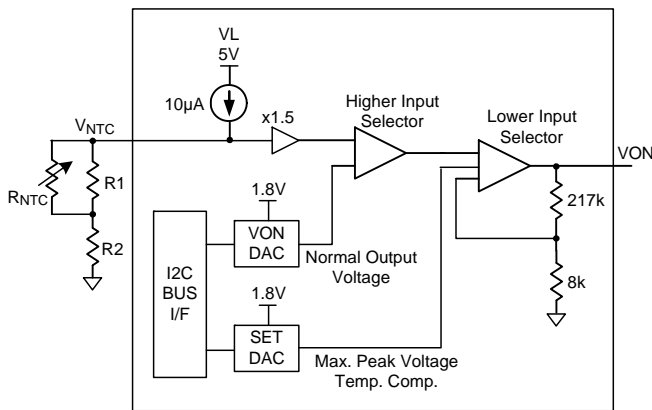 VL
5V
10µA
VNTC
x1.5
Higher Input
Selector
Lower Input
Selector
VON
RNTC
R1
R2
1.8V
VON
DAC
Normal Output
Voltage
217k
8k
I2C
BUS
I/F
1.8V
SET
DAC
Max. Peak Voltage
Temp. Comp.